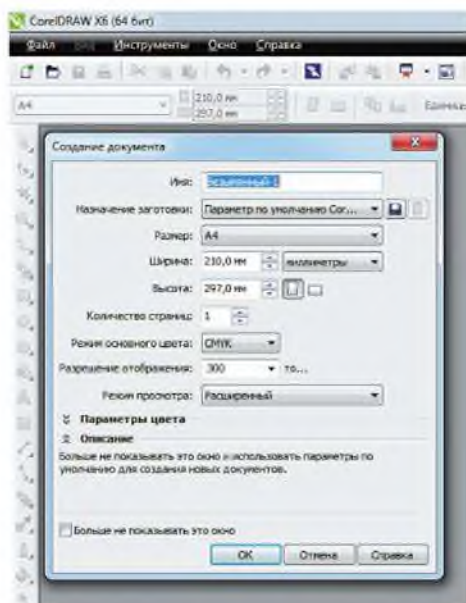 CorelDRAW X6 (64 бит)
Файл Вид Инструменты Окно Справка
A4 210,0 мм Единицы
297,0 мм
Создание документа
Имя: Безымянный-1
Назначение заготовки: Параметр по умолчанию Cor...
Размер: A4
Ширина: 210,0 мм миллиметры
Высота: 297,0 мм
Количество страниц: 1
Режим основного цвета: CMYK
Разрешение отображения: 300 то...
Режим просмотра: Расширенный
Параметры цвета
Описание
Больше не показывать это окно и использовать параметры по
умолчанию для создания новых документов.
Больше не показывать это окно
OK Отмена Справка